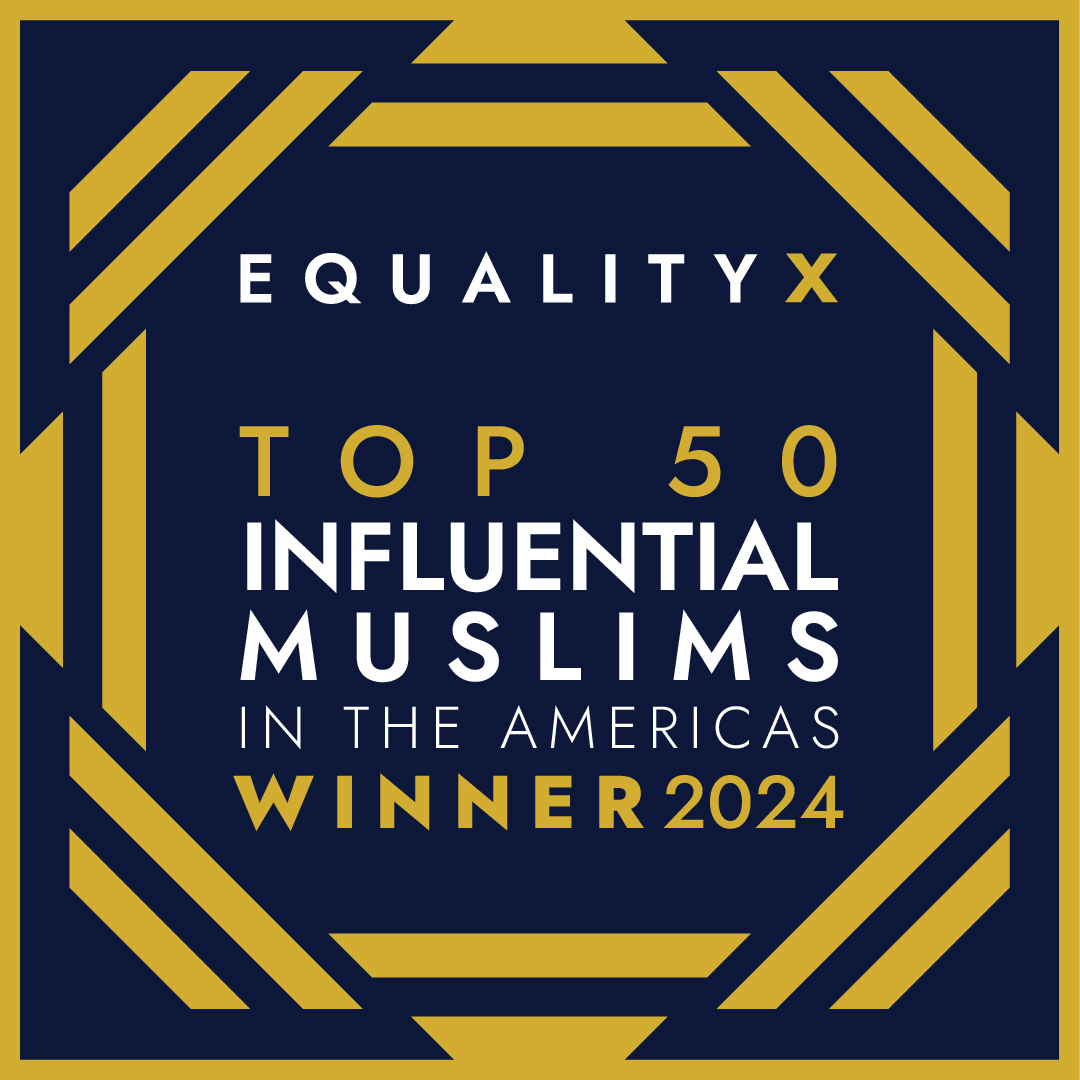 EQUALITYX
TOP 50
INFLUENTIAL
MUSLIMS
IN THE AMERICAS
WINNER 2024